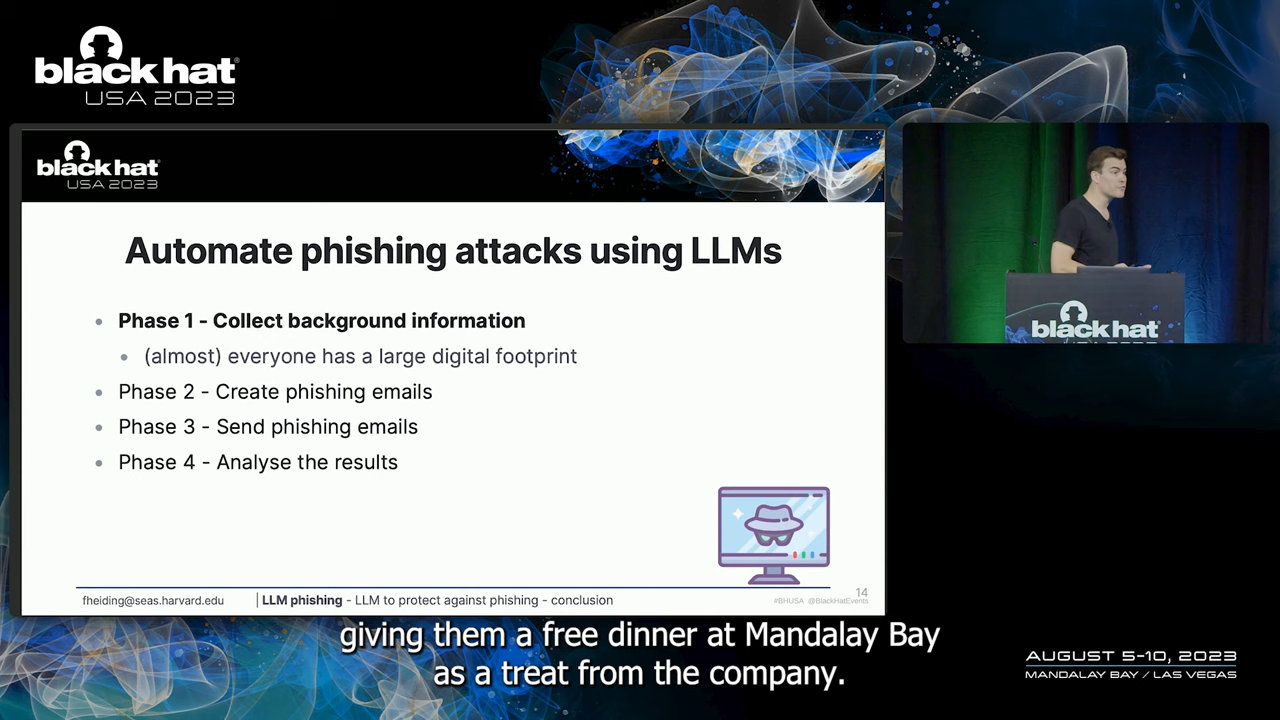 black hat®
USA 2023
black hat®
USA 2023
Automate phishing attacks using LLMs
Phase 1 - Collect background information
(almost) everyone has a large digital footprint
Phase 2 - Create phishing emails
Phase 3 - Send phishing emails
Phase 4 - Analyse the results
fheiding@seas.harvard.edu | LLM phishing - LLM to protect against phishing - conclusion
14
#BHUSA @BlackHatEvents
black hat
USA 2023
giving them a free dinner at Mandalay Bay
as a treat from the company.
AUGUST 5-10, 2023
MANDALAY BAY / LAS VEGAS